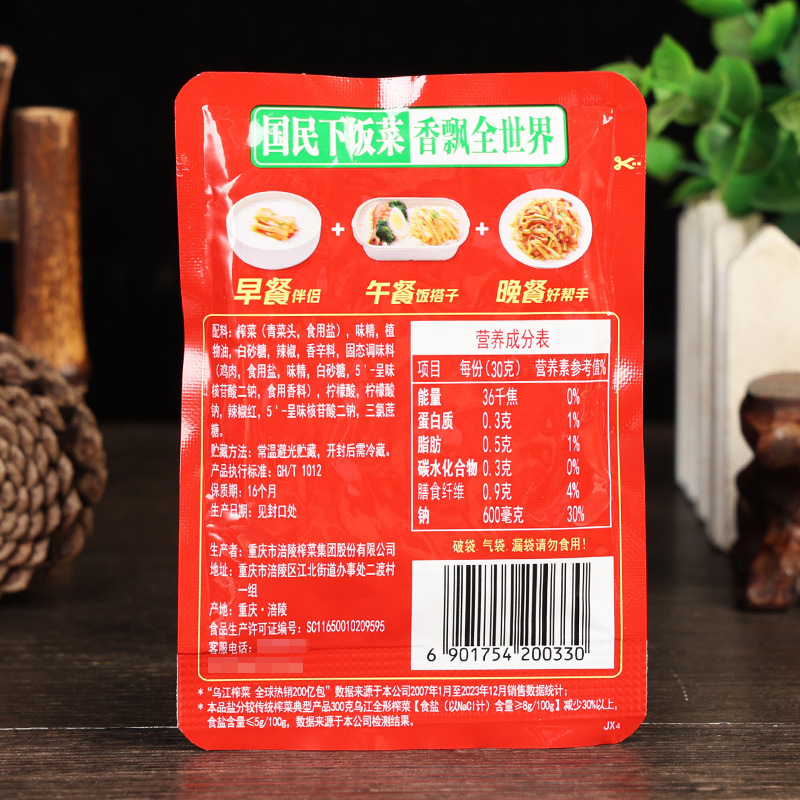 国民下饭菜 香飘全世界
早餐伴侣 午餐饭搭子 晚餐好帮手
配料：榨菜（青菜头，食用盐），味精，植
物油，白砂糖，辣椒，香辛料，固态调味料
（鸡肉，食用盐，味精，白砂糖，5'-呈味
核苷酸二钠，食用香料），柠檬酸，柠檬酸
钠，辣椒红，5'-呈味核苷酸二钠，三氯蔗
糖。
贮藏方法：常温避光贮藏，开封后需冷藏。
产品执行标准：GH/T 1012
保质期：16个月
生产日期：见封口处
生产者：重庆市涪陵榨菜集团股份有限公司
地址：重庆市涪陵区江北街道办事处二渡村
一组
产地：重庆·涪陵
食品生产许可证编号：SC11650010209595
客服电话：
营养成分表
项目 每份(30克) 营养素参考值%
能量 36千焦 0%
蛋白质 0.3克 1%
脂肪 0.5克 1%
碳水化合物 0.3克 0%
膳食纤维 0.9克 4%
钠 600毫克 30%
破袋 气袋 漏袋请勿食用！
6 901754 200330
*“乌江榨菜 全球热销200亿包”数据来源于本公司2007年1月至2023年12月销售数据统计；
*本品盐分较传统榨菜典型产品300克乌江全形榨菜【食盐（以NaCl计）含量≥8g/100g】减少30%以上，
食盐含量≤5g/100g，数据来源于本公司检测结果。
JX4